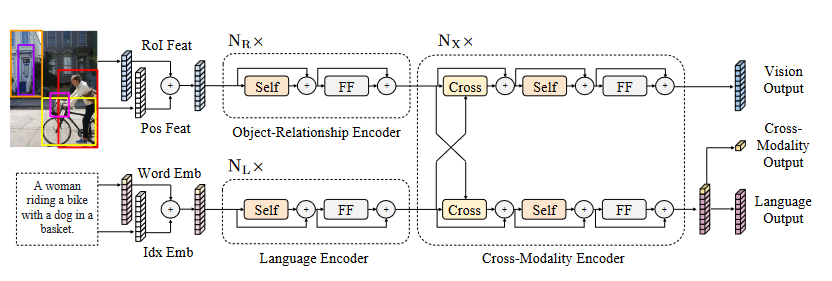 RoI Feat
Pos Feat
+
N_R×
Self
+
FF
+
Object-Relationship Encoder
N_X×
Cross
+
Self
+
FF
+
Vision
Output
Cross-
Modality
Output
A woman
riding a bike
with a dog in a
basket.
Word Emb
Idx Emb
+
N_L×
Self
+
FF
+
Language Encoder
Cross
+
Self
+
FF
+
Cross-Modality Encoder
Language
Output